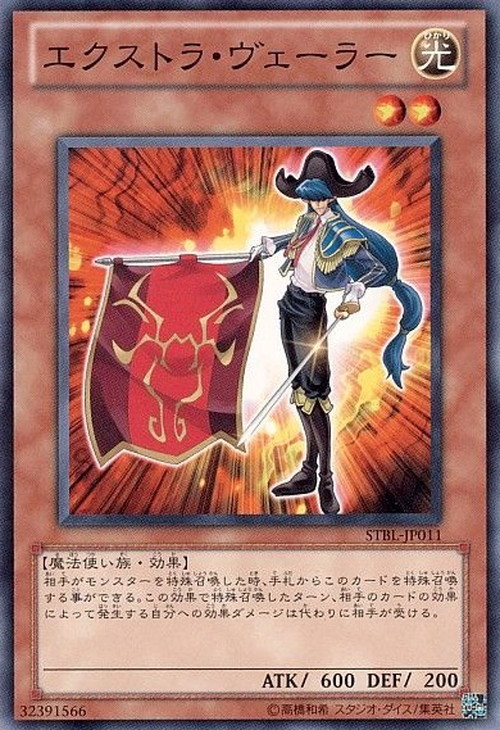 エクストラ・ヴェーラー
ひかり
光
STBL-JP011
【魔法使い族・効果】
相手がモンスターを特殊召喚した時、手札からこのカードを特殊召喚
する事ができる。この効果で特殊召喚したターン、相手のカードの効果
によって発生する自分への効果ダメージは代わりに相手が受ける。
ATK/ 600 DEF/ 200
32391566
©高橋和希 スタジオ・ダイス/集英社